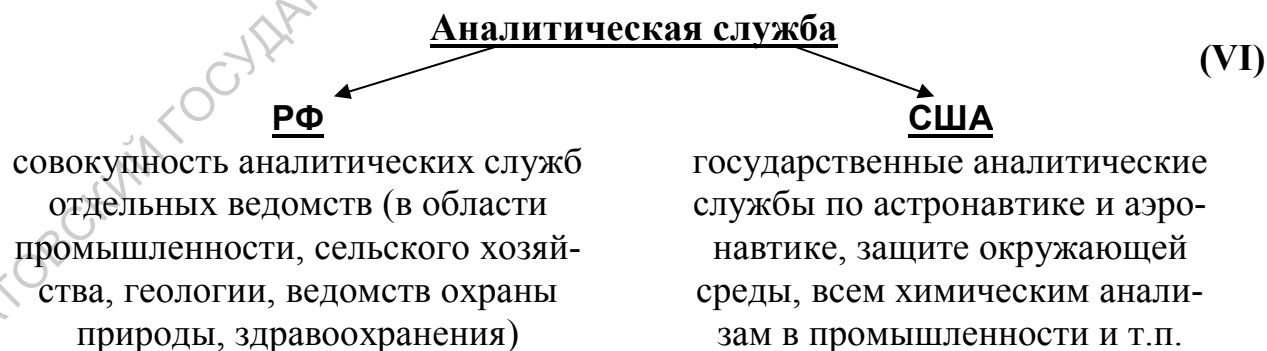 Аналитическая служба
(VI)
РФ
совокупность аналитических служб
отдельных ведомств (в области
промышленности, сельского хозяй-
ства, геологии, ведомств охраны
природы, здравоохранения)
США
государственные аналитические
службы по астронавтике и аэро-
навтике, защите окружающей
среды, всем химическим анали-
зам в промышленности и т.п.